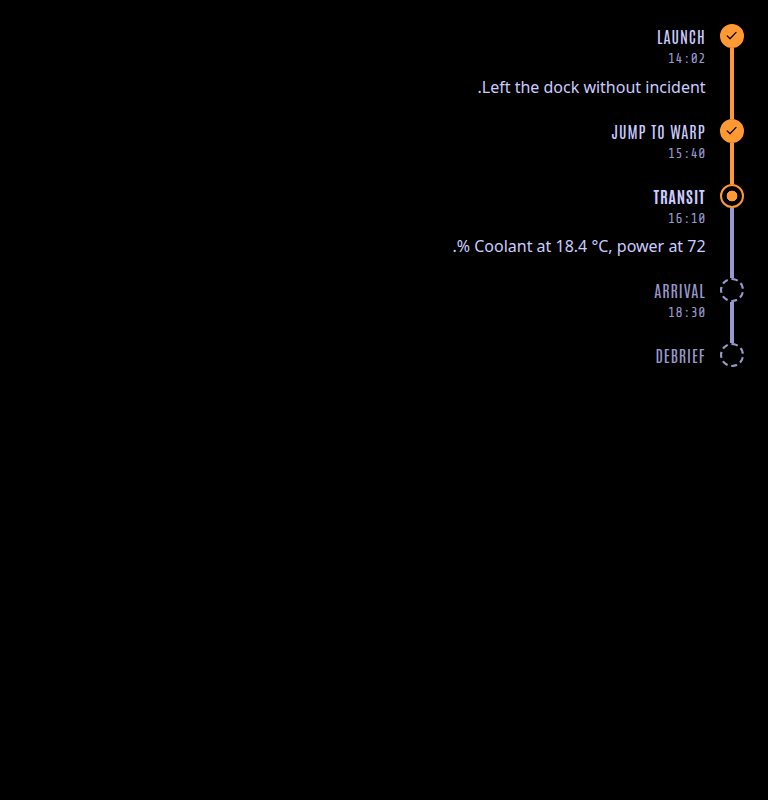 LAUNCH
14:02
.Left the dock without incident
JUMP TO WARP
15:40
TRANSIT
16:10
.% Coolant at 18.4 °C, power at 72
ARRIVAL
18:30
DEBRIEF